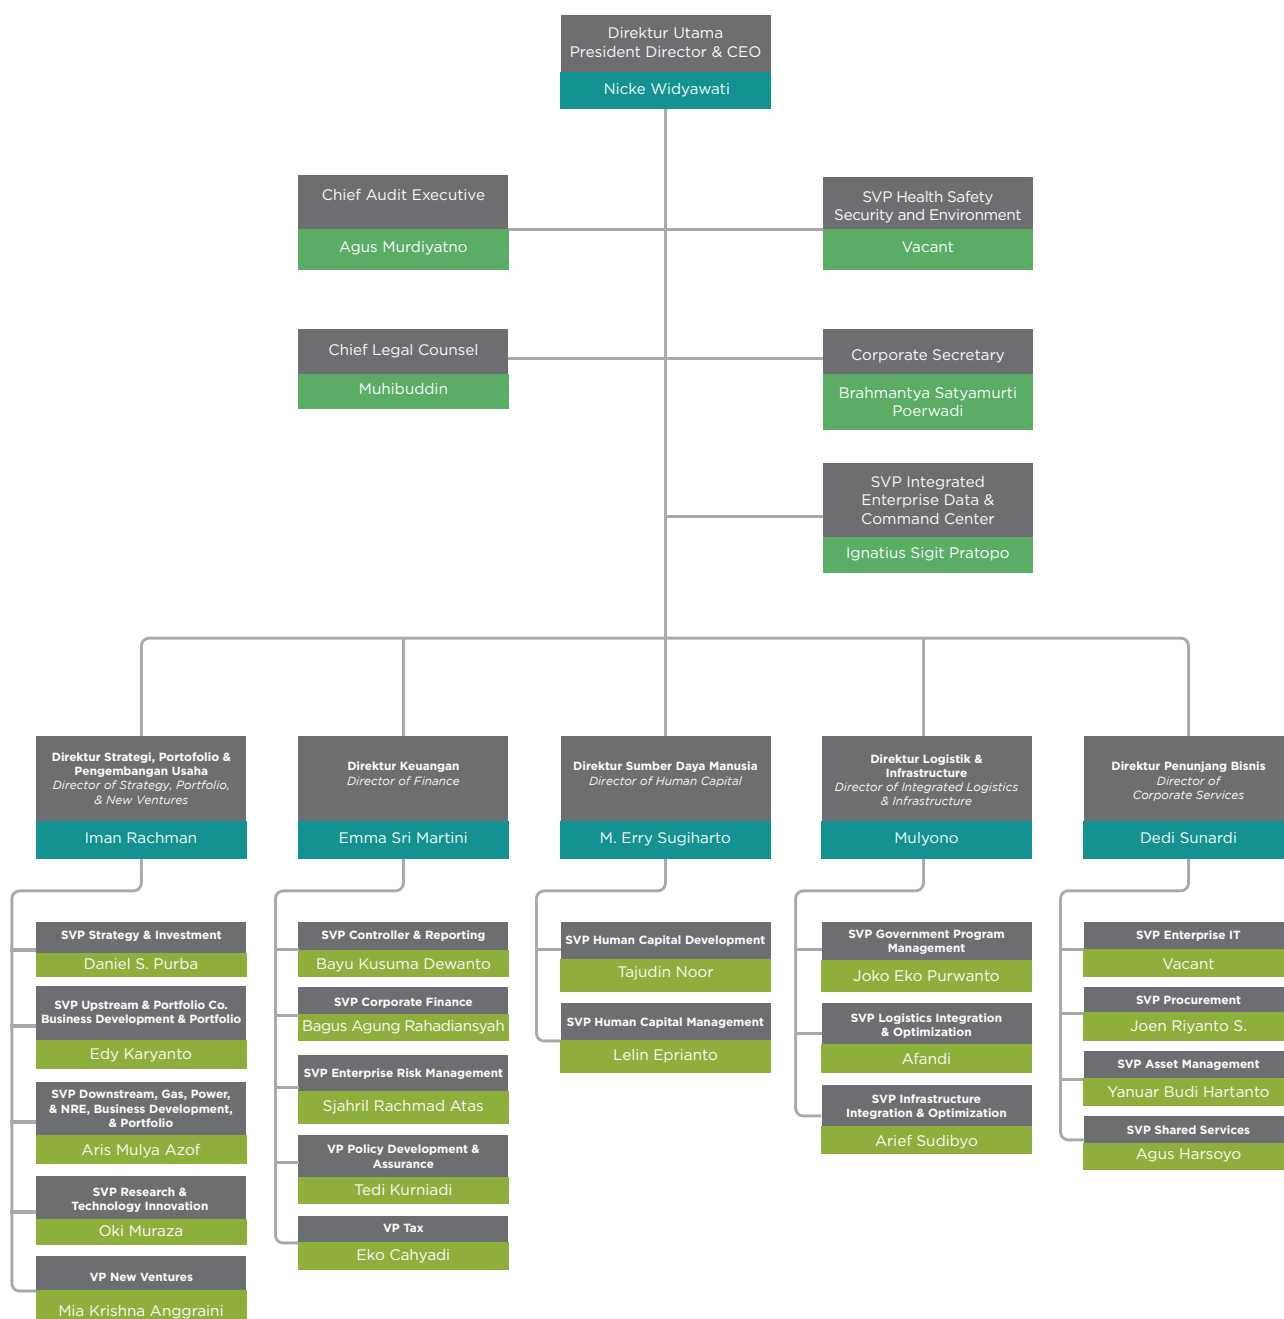 Direktur Utama
President Director & CEO
Nicke Widyawati
Chief Audit Executive
Agus Murdiyatno
SVP Health Safety
Security and Environment
Vacant
Chief Legal Counsel
Muhibuddin
Corporate Secretary
Brahmantya Satyamurti
Poerwadi
SVP Integrated
Enterprise Data &
Command Center
Ignatius Sigit Pratopo
Direktur Strategi, Portofolio &
Pengembangan Usaha
Director of Strategy, Portfolio,
& New Ventures
Iman Rachman
Direktur Keuangan
Director of Finance
Emma Sri Martini
Direktur Sumber Daya Manusia
Director of Human Capital
M. Erry Sugiharto
Direktur Logistik &
Infrastructure
Director of Integrated Logistics
& Infrastructure
Mulyono
Direktur Penunjang Bisnis
Director of
Corporate Services
Dedi Sunardi
SVP Strategy & Investment
Daniel S. Purba
SVP Upstream & Portfolio Co.
Business Development & Portfolio
Edy Karyanto
SVP Downstream, Gas, Power,
& NRE, Business Development,
& Portfolio
Aris Mulya Azof
SVP Research &
Technology Innovation
Oki Muraza
VP New Ventures
Mia Krishna Anggraini
SVP Controller & Reporting
Bayu Kusuma Dewanto
SVP Corporate Finance
Bagus Agung Rahadiansyah
SVP Enterprise Risk Management
Sjahril Rachmad Atas
VP Policy Development &
Assurance
Tedi Kurniadi
VP Tax
Eko Cahyadi
SVP Human Capital Development
Tajudin Noor
SVP Human Capital Management
Lelin Eprianto
SVP Government Program
Management
Joko Eko Purwanto
SVP Logistics Integration
& Optimization
Afandi
SVP Infrastructure
Integration & Optimization
Arief Sudibyo
SVP Enterprise IT
Vacant
SVP Procurement
Joen Riyanto S.
SVP Asset Management
Yanuar Budi Hartanto
SVP Shared Services
Agus Harsoyo